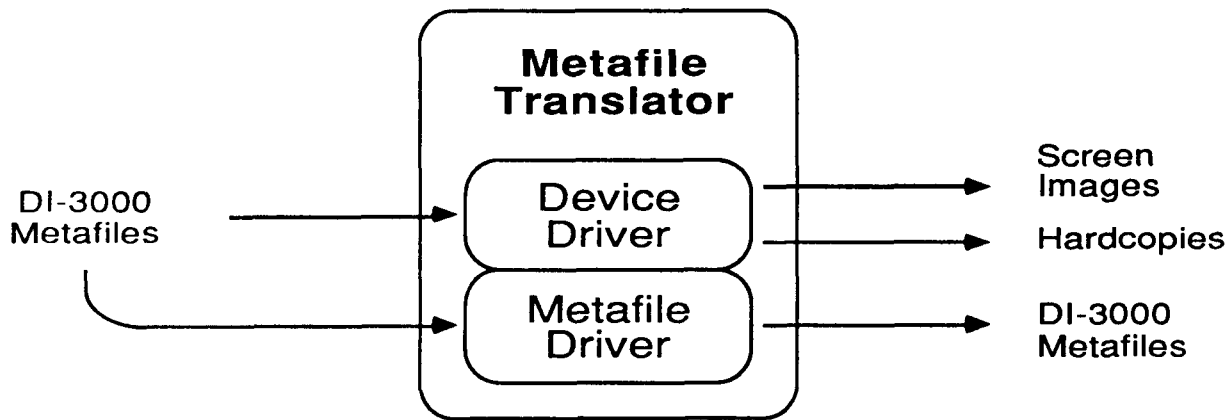 Metafile
Translator
DI-3000
Metafiles
Device
Driver
Metafile
Driver
Screen
Images
Hardcopies
DI-3000
Metafiles